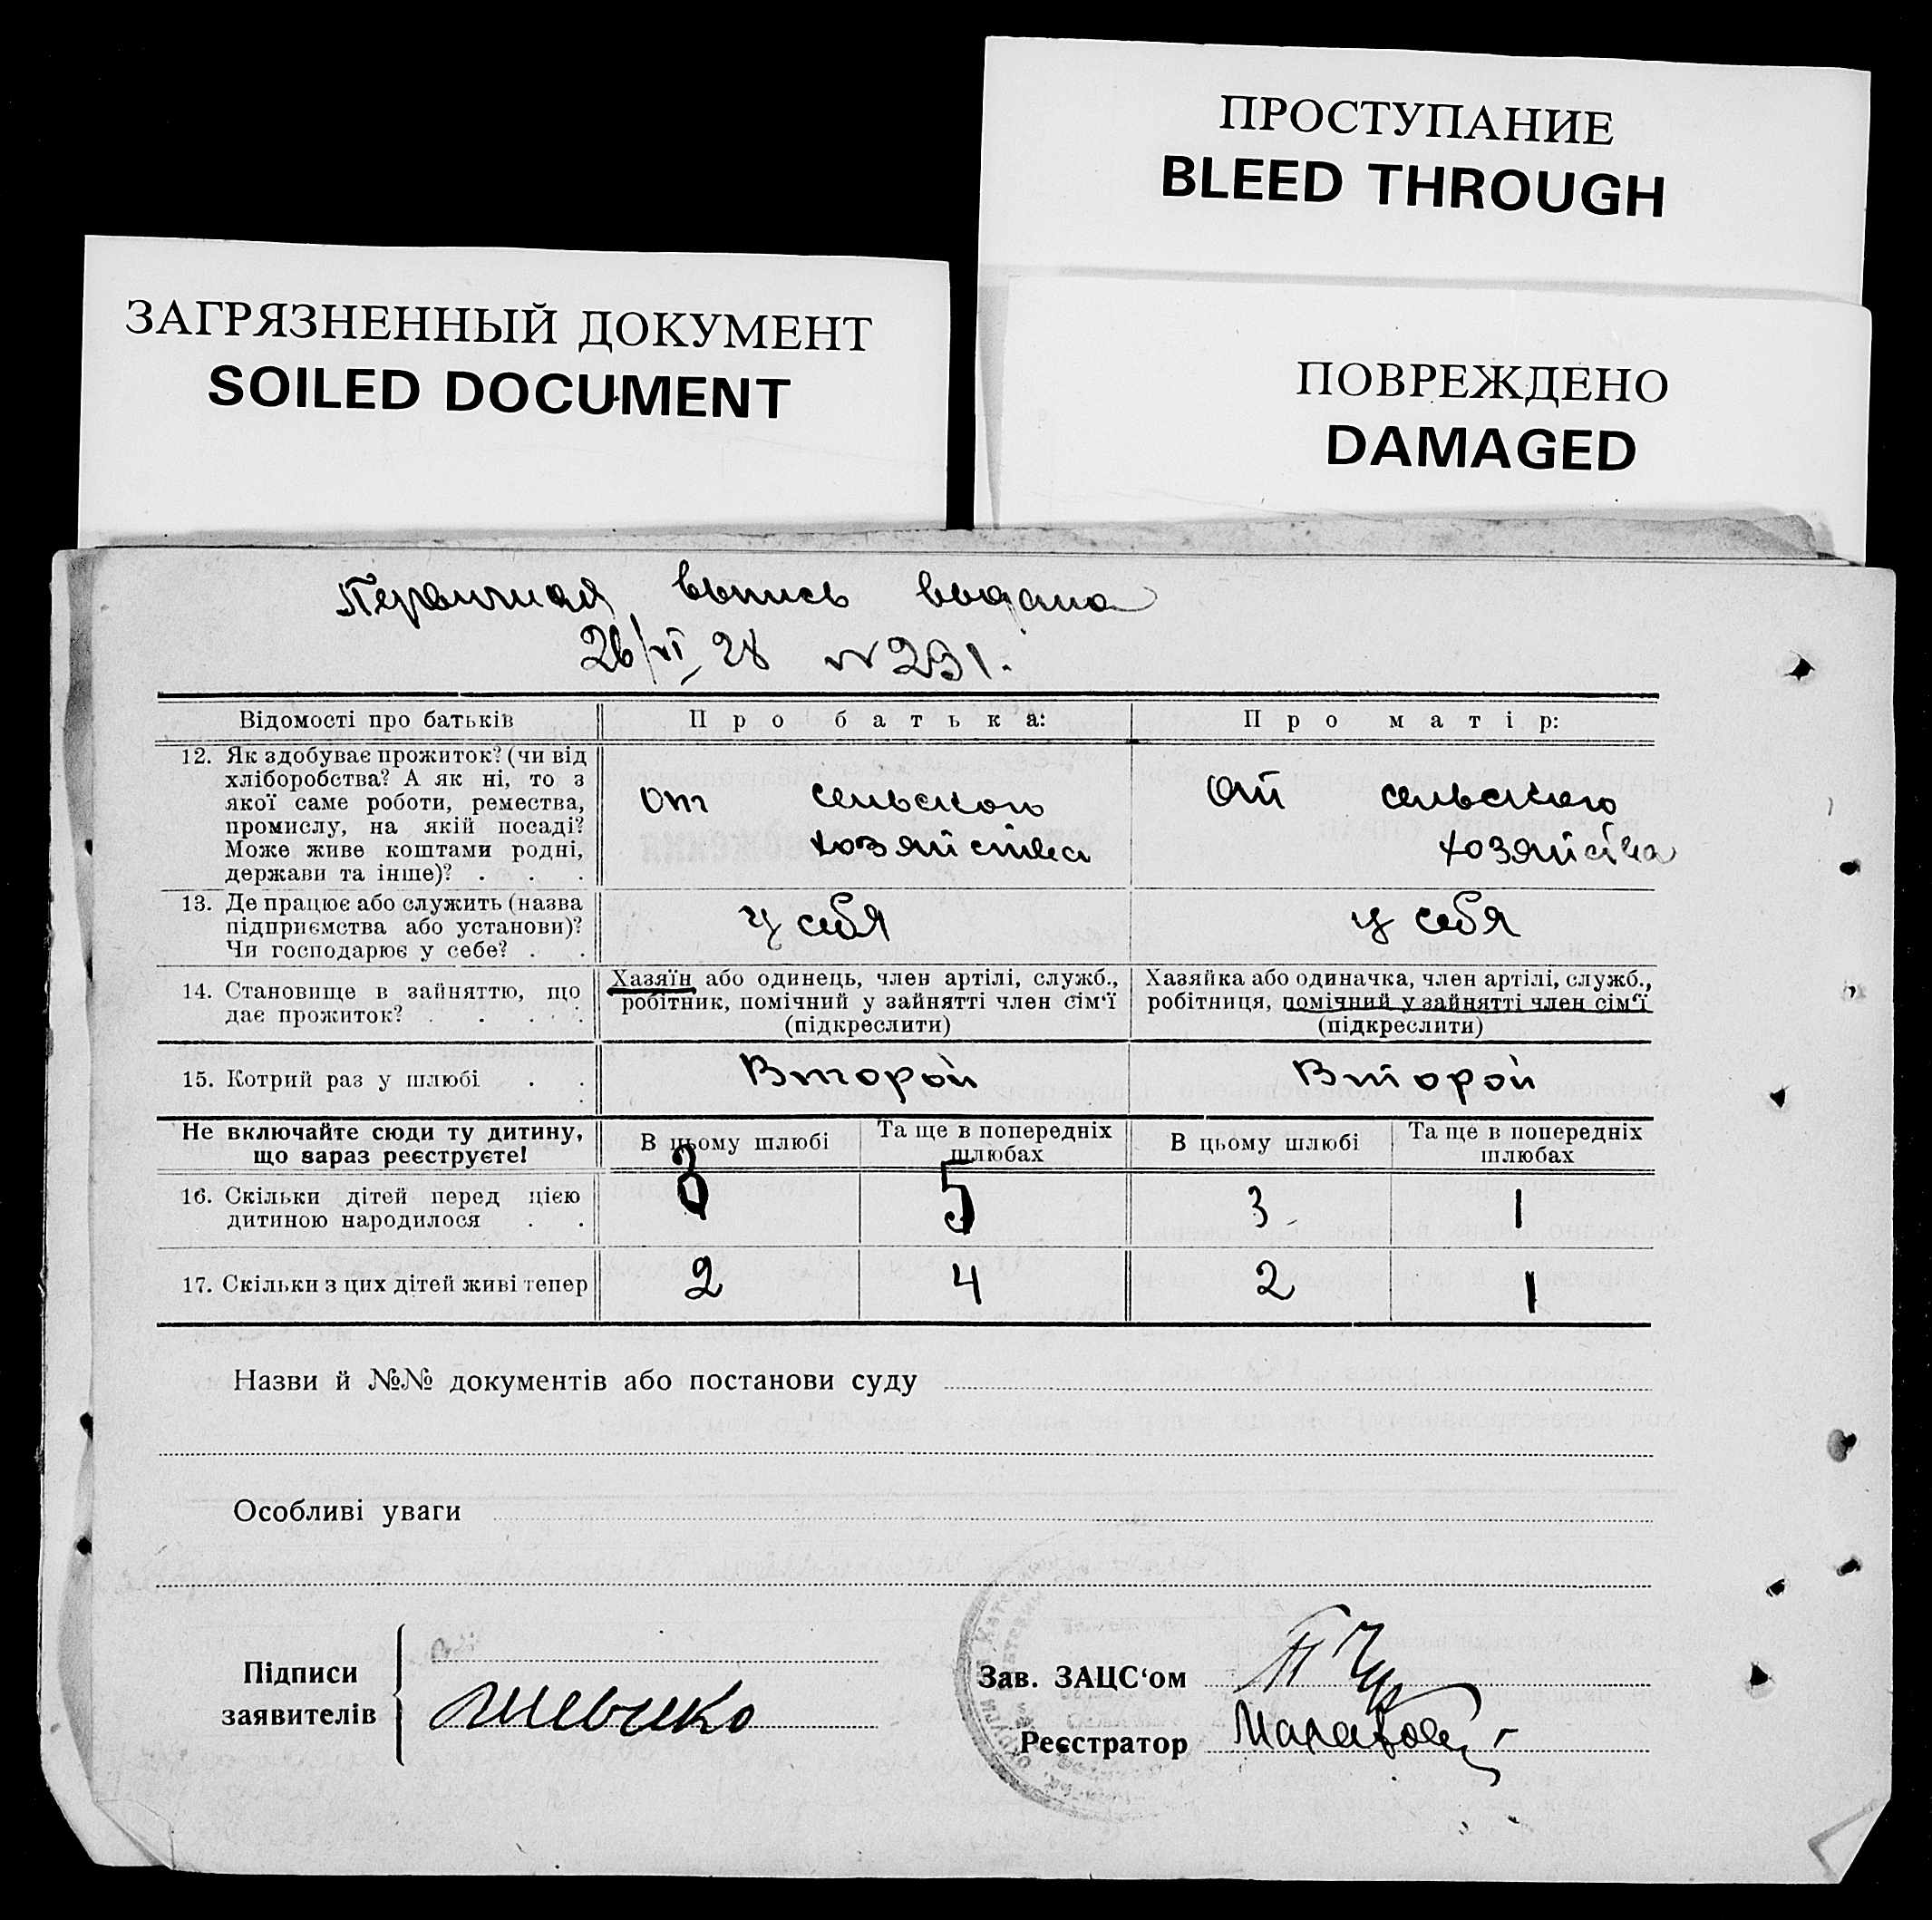 ПРОСТУПАНИЕ
BLEED THROUGH
ЗАГРЯЗНЕННЫЙ ДОКУМЕНТ
SOILED DOCUMENT
ПОВРЕЖДЕНО
DAMAGED
Первичная выпись выдана
26/VI 28 N 231.
Відомості про батьків
Про батька:
Про матір:
12. Як здобуває прожиток? (чи від
хліборобства? А як ні, то з
якої саме роботи, ремества,
промислу, на якій посаді?
Може живе коштами родні,
держави та інше)? . . .
от сельского
хозяйства
от сельского
хозяйства
13. Де працює або служить (назва
підприємства або установи)?
Чи господарює у себе? . .
у себя
у себя
14. Становище в зайняттю, що
дає прожиток? . . . .
Хазяїн або одинець, член артілі, служб.,
робітник, помічний у зайнятті член сім‘ї
(підкреслити)
Хазяйка або одиначка, член артілі, служб.,
робітниця, помічний у зайнятті член сім‘ї
(підкреслити)
15. Котрий раз у шлюбі . .
Второй
Второй
Не включайте сюди ту дитину,
що зараз реєструєте!
В цьому шлюбі
Та ще в попередніх
шлюбах
В цьому шлюбі
Та ще в попередніх
шлюбах
16. Скільки дітей перед цією
дитиною народилося . .
3
5
3
1
17. Скільки з цих дітей живі тепер
2
4
2
1
Назви й №№ документів або постанови суду
Особливі уваги
Підписи
заявителів
Зав. ЗАЦС‘ом
Реєстратор